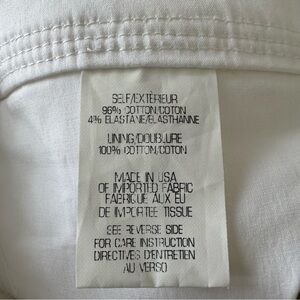 SELF/EXTÉRIEUR
96% COTTON/COTON
4% ELASTANE/ELASTHANNE
LINING/DOUBLURE
100% COTTON/COTON
MADE IN USA
OF IMPORTED FABRIC
FABRIQUÉ AUX EU
DE IMPORTEE TISSUE
SEE REVERSE SIDE
FOR CARE INSTRUCTION
DIRECTIVES D'ENTRETIEN
AU VERSO